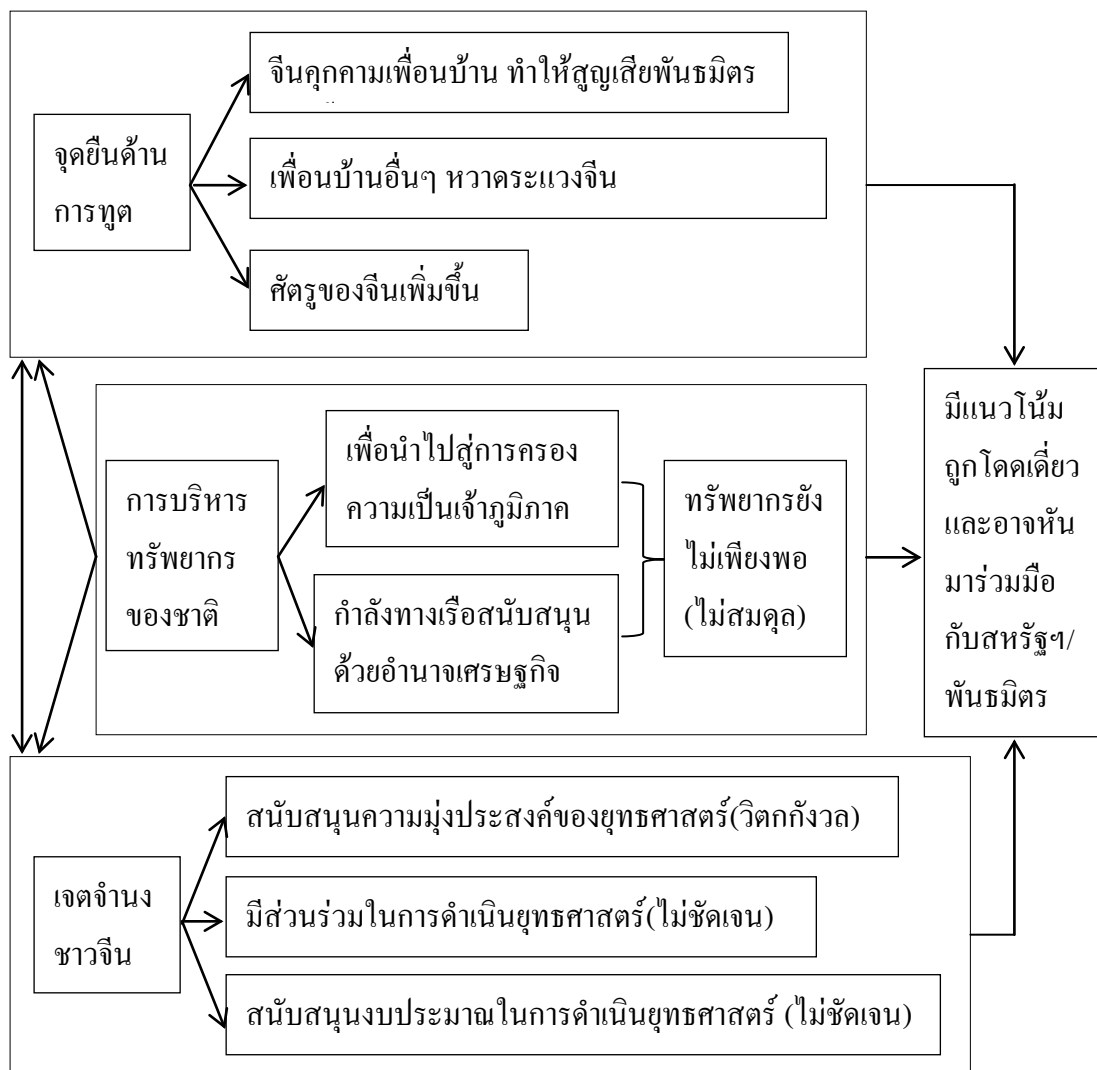 จีนคุกคามเพื่อนบ้าน ทำให้สูญเสียพันธมิตร
จุดยืนด้าน
การทูต
เพื่อนบ้านอื่นๆ หวาดระแวงจีน
ศัตรูของจีนเพิ่มขึ้น
การบริหาร
ทรัพยากร
ของชาติ
เพื่อนำไปสู่การครอง
ความเป็นเจ้าภูมิภาค
กำลังทางเรือสนับสนุน
ด้วยอำนาจเศรษฐกิจ
ทรัพยากรยัง
ไม่เพียงพอ
(ไม่สมดุล)
มีแนวโน้ม
ถูกโดดเดี่ยว
และอาจหัน
มาร่วมมือ
กับสหรัฐฯ/
พันธมิตร
เจตจำนง
ชาวจีน
สนับสนุนความมุ่งประสงค์ของยุทธศาสตร์(วิตกกังวล)
มีส่วนร่วมในการดำเนินยุทธศาสตร์(ไม่ชัดเจน)
สนับสนุนงบประมาณในการดำเนินยุทธศาสตร์ (ไม่ชัดเจน)